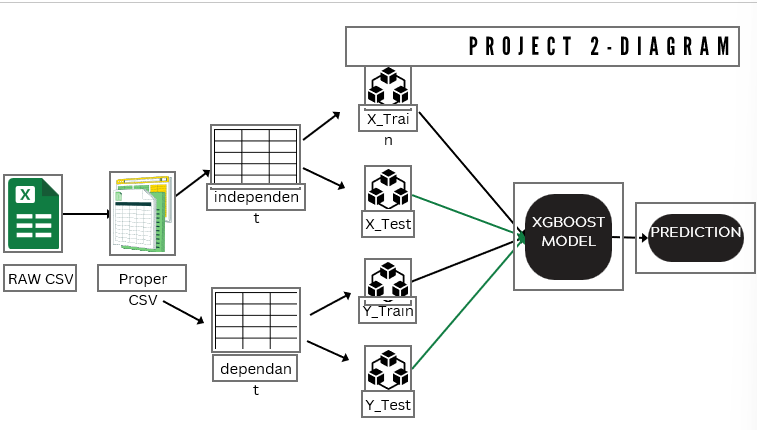 PROJECT 2-DIAGRAM
X_Trai
n
X
independen
t
X_Test
XGBOOST
MODEL
PREDICTION
RAW CSV
Proper
CSV
Y_Train
dependan
t
Y_Test